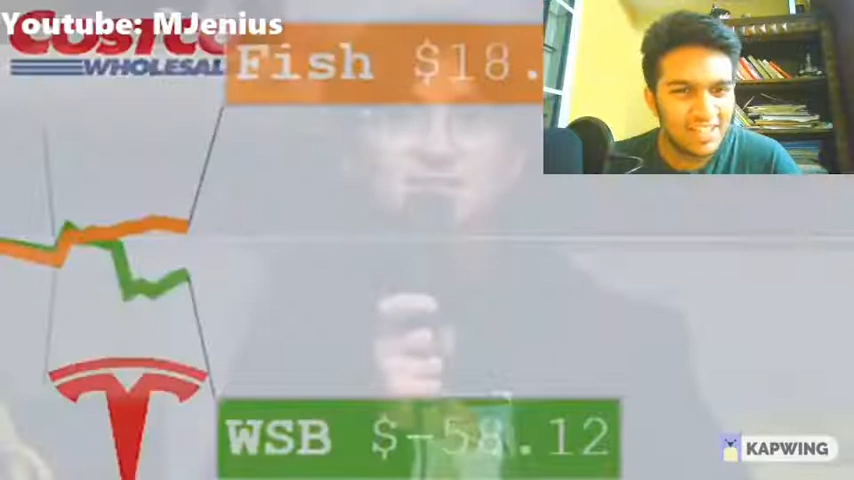 Youtube: MJenius
COSTCO
WHOLESAL
Fish $18.
WSB $-58.12
KAPWING